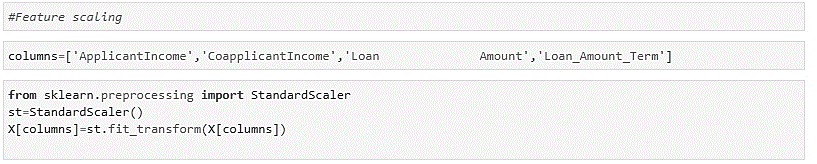 #Feature scaling
columns=['ApplicantIncome','CoapplicantIncome','Loan Amount','Loan_Amount_Term']
from sklearn.preprocessing import StandardScaler
st=StandardScaler()
X[columns]=st.fit_transform(X[columns])